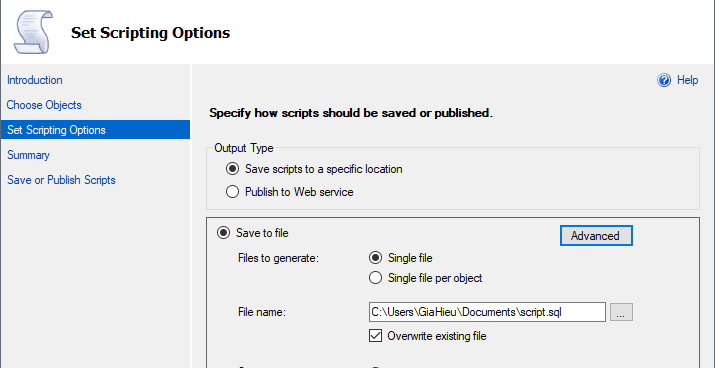 Set Scripting Options
Introduction
Choose Objects
Set Scripting Options
Summary
Save or Publish Scripts
Help
Specify how scripts should be saved or published.
Output Type
Save scripts to a specific location
Publish to Web service
Save to file
Advanced
Files to generate:
Single file
Single file per object
File name:
C:\Users\GiaHieu\Documents\script.sql
...
Overwrite existing file